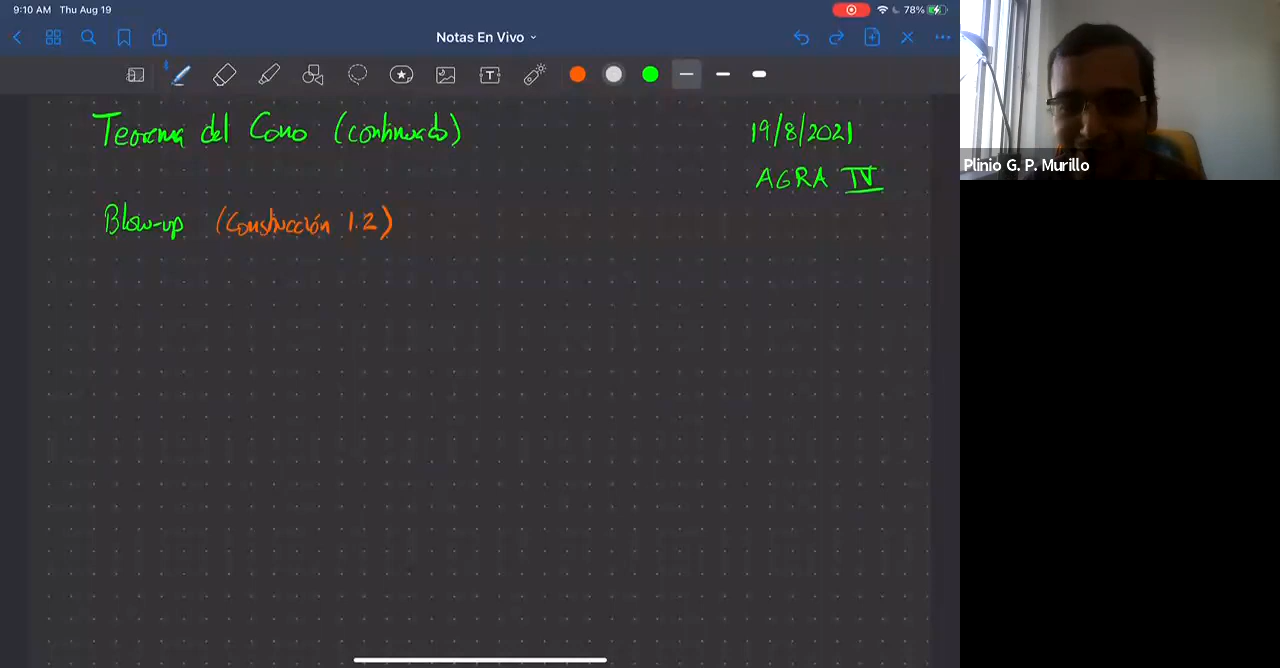 9:10 AM Thu Aug 19
78%
Notas En Vivo
Teorema del Cono (continuado)
19/8/2021
AGRA IV
Blow-up (Construcción 1.2)
Plinio G. P. Murillo